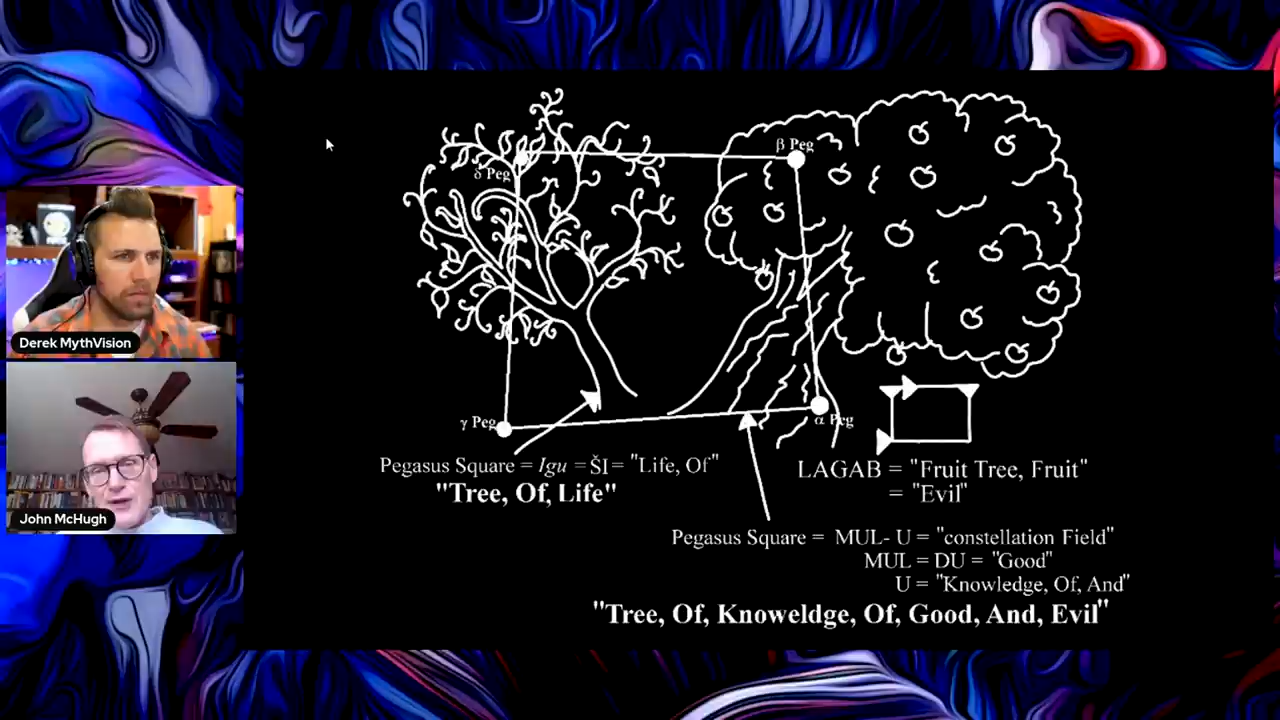 β Peg
δ Peg
γ Peg
α Peg
Pegasus Square = Igu = ŠI = "Life, Of"
"Tree, Of, Life"
LAGAB = "Fruit Tree, Fruit"
= "Evil"
Pegasus Square = MUL- U = "constellation Field"
MUL = DU = "Good"
U = "Knowledge, Of, And"
"Tree, Of, Knoweldge, Of, Good, And, Evil"
Derek MythVision
John McHugh